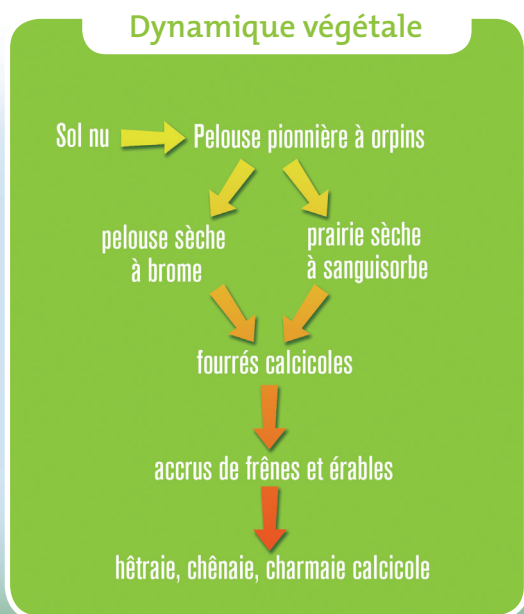 Dynamique végétale
Sol nu
Pelouse pionnière à orpins
pelouse sèche
à brome
prairie sèche
à sanguisorbe
fourrés calcicoles
accrus de frênes et érables
hêtraie, chênaie, charmaie calcicole